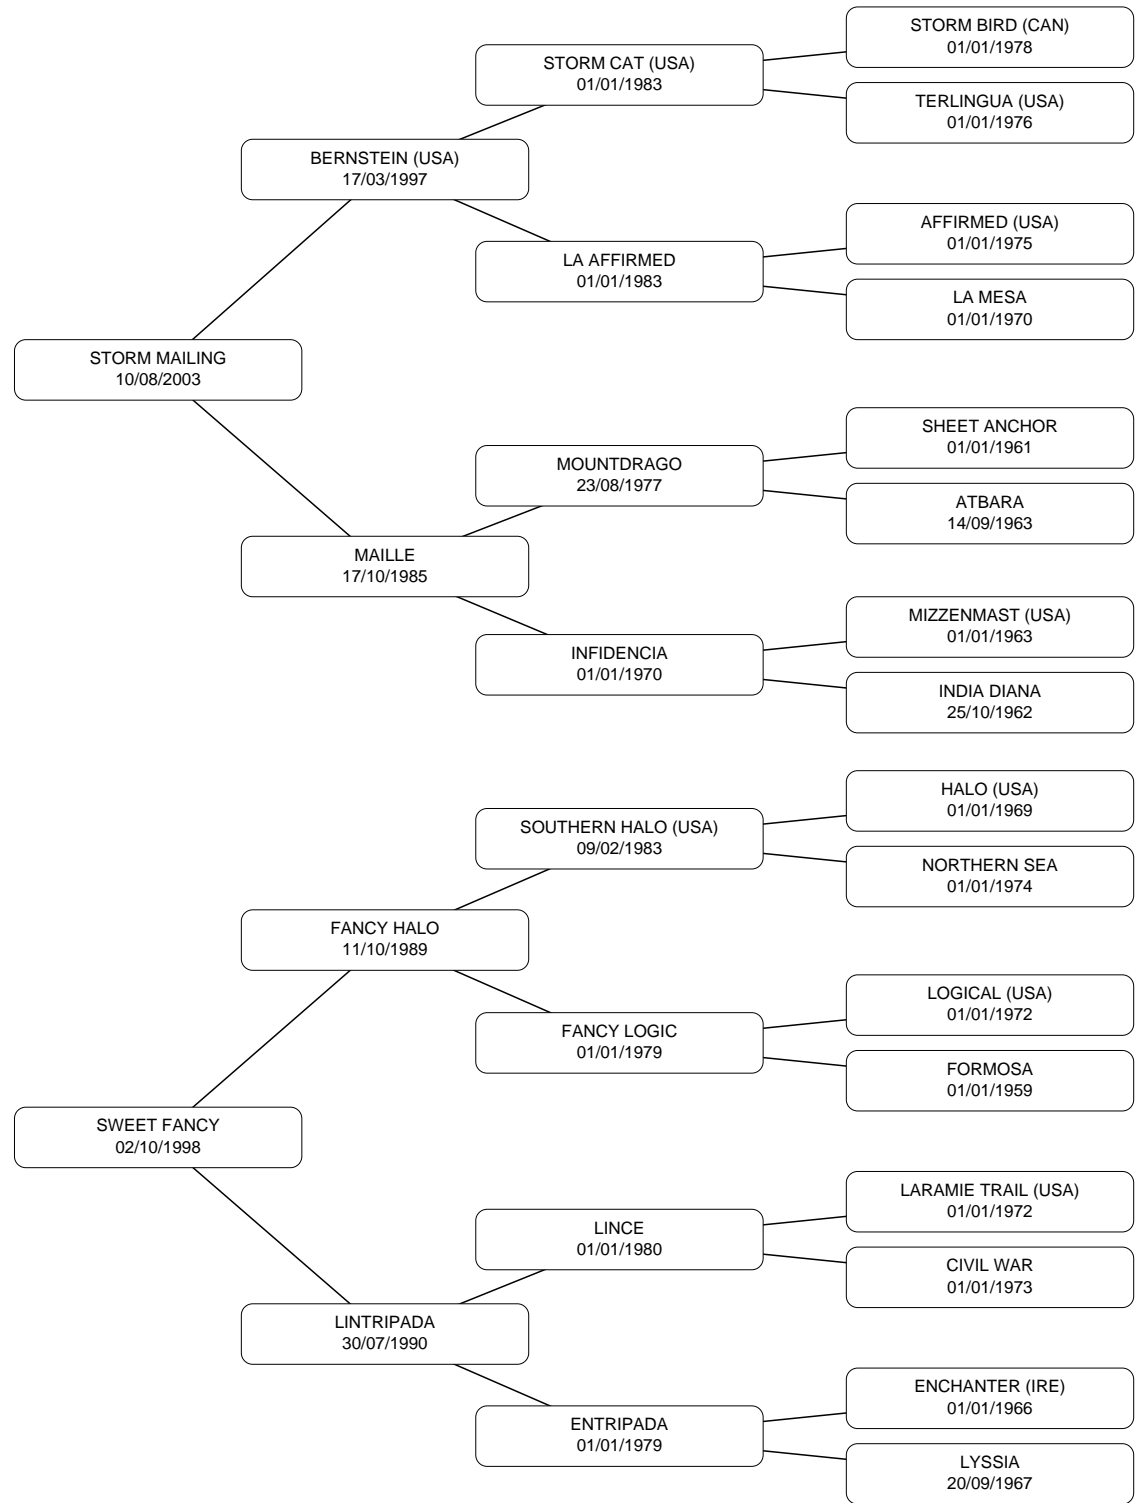 STORM BIRD (CAN)
01/01/1978
STORM CAT (USA)
01/01/1983
TERLINGUA (USA)
01/01/1976
BERNSTEIN (USA)
17/03/1997
AFFIRMED (USA)
01/01/1975
LA AFFIRMED
01/01/1983
LA MESA
01/01/1970
STORM MAILING
10/08/2003
SHEET ANCHOR
01/01/1961
MOUNTDRAGO
23/08/1977
ATBARA
14/09/1963
MAILLE
17/10/1985
MIZZENMAST (USA)
01/01/1963
INFIDENCIA
01/01/1970
INDIA DIANA
25/10/1962
HALO (USA)
01/01/1969
SOUTHERN HALO (USA)
09/02/1983
NORTHERN SEA
01/01/1974
FANCY HALO
11/10/1989
LOGICAL (USA)
01/01/1972
FANCY LOGIC
01/01/1979
FORMOSA
01/01/1959
SWEET FANCY
02/10/1998
LARAMIE TRAIL (USA)
01/01/1972
LINCE
01/01/1980
CIVIL WAR
01/01/1973
LINTRIPADA
30/07/1990
ENCHANTER (IRE)
01/01/1966
ENTRIPADA
01/01/1979
LYSSIA
20/09/1967